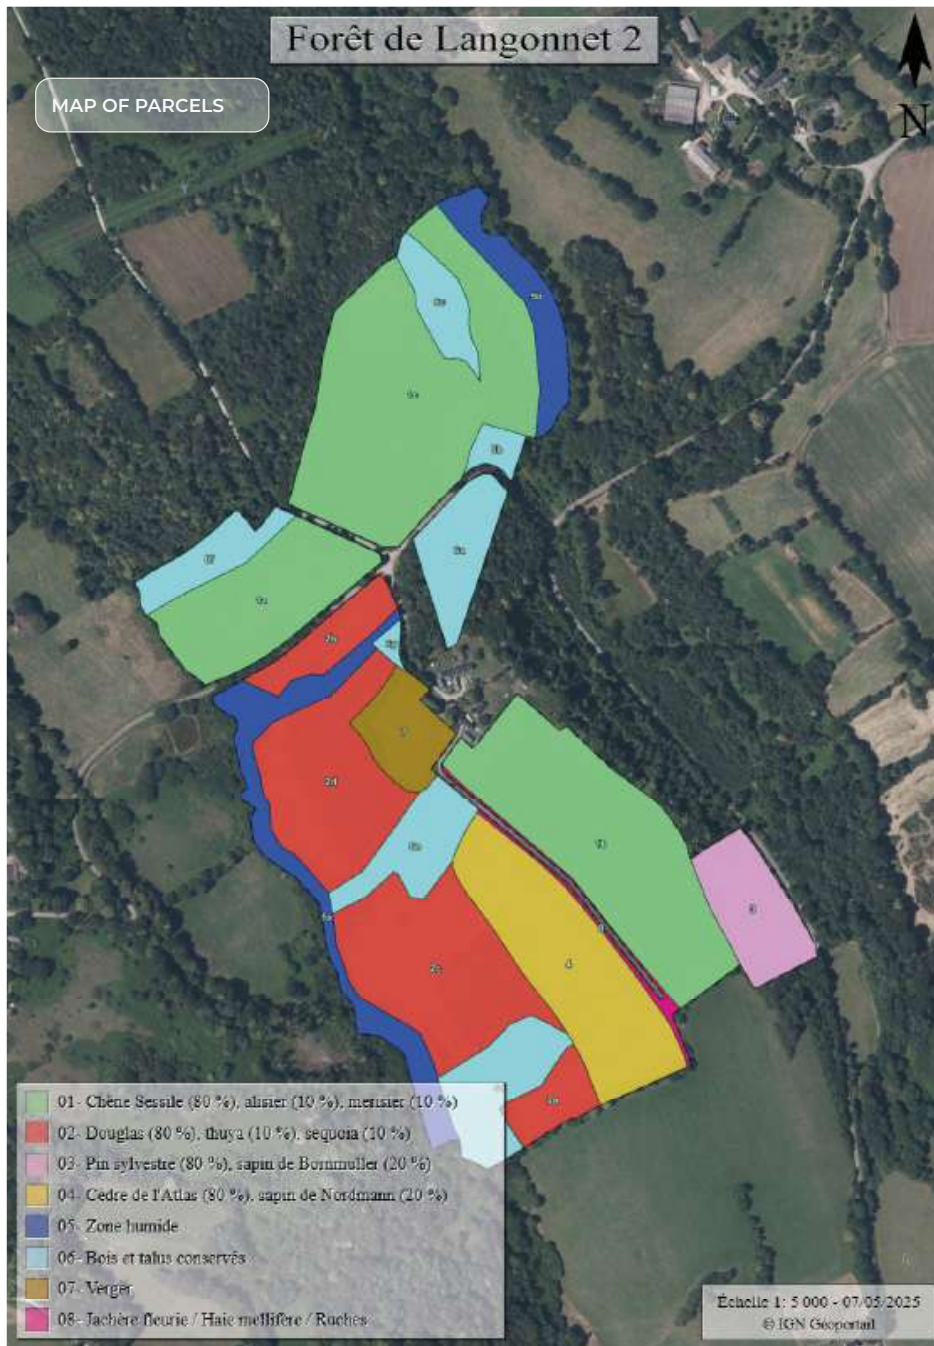 Forêt de Langonnet 2
MAP OF PARCELS
N
4
3
7
01- Chêne Sessile (80 %), alisier (10 %), merisier (10 %)
02- Douglas (80 %), thuya (10 %), sequoia (10 %)
03- Pin sylvestre (80 %), sapin de Bornmuller (20 %)
04- Cèdre de l'Atlas (80 %), sapin de Nordmann (20 %)
05- Zone humide
06- Bois et talus conservés
07- Verger
08- Jachère fleurie / Haie mellifère / Ruches
Échelle 1: 5 000 - 07/05/2025
© IGN Géoportail